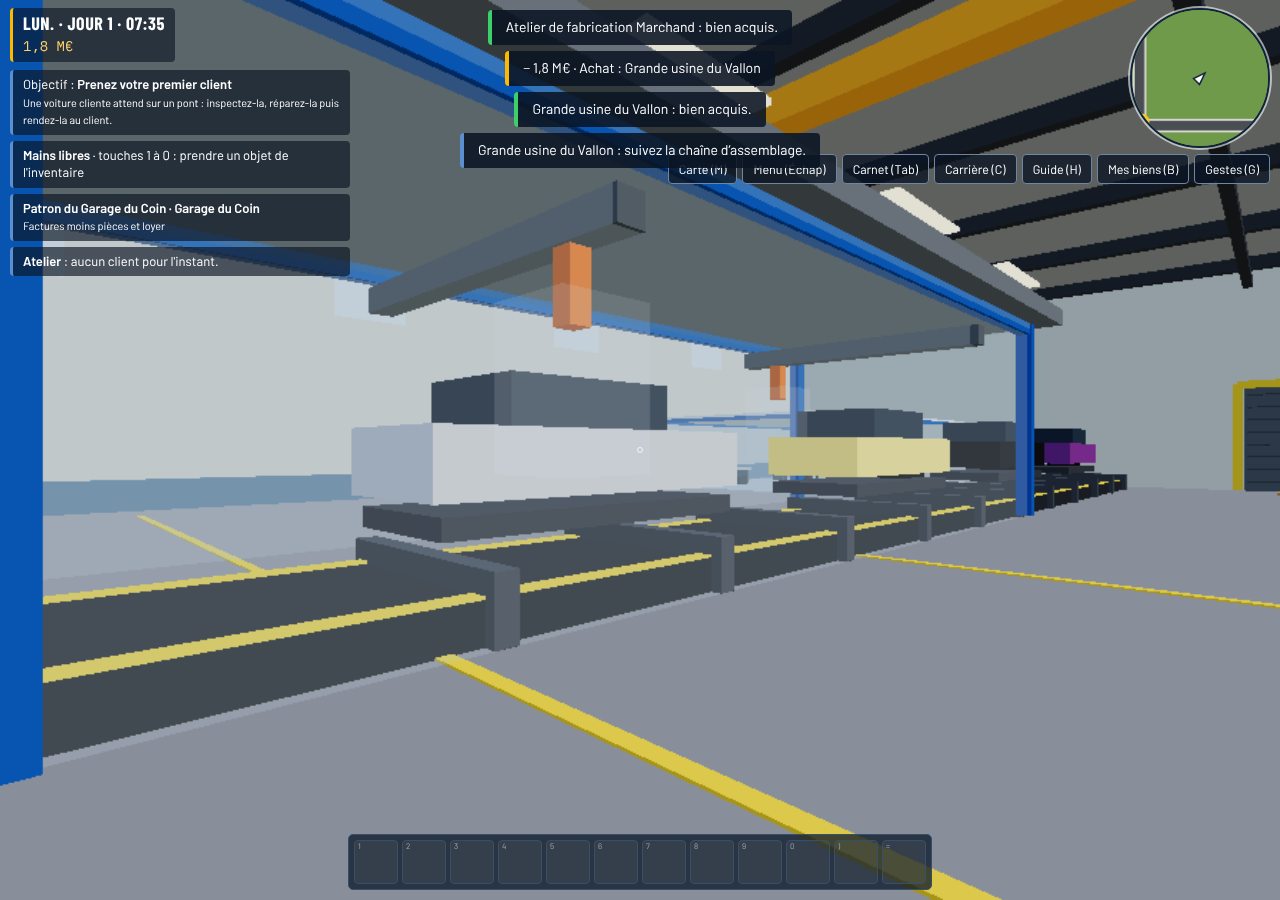 LUN. · JOUR 1 · 07:35
1,8 M€
Objectif : Prenez votre premier client
Une voiture cliente attend sur un pont : inspectez-la, réparez-la puis
rendez-la au client.
Mains libres · touches 1 à 0 : prendre un objet de
l'inventaire
Patron du Garage du Coin · Garage du Coin
Factures moins pièces et loyer
Atelier : aucun client pour l'instant.
Atelier de fabrication Marchand : bien acquis.
− 1,8 M€ · Achat : Grande usine du Vallon
Grande usine du Vallon : bien acquis.
Grande usine du Vallon : suivez la chaîne d'assemblage.
Carte (M)
Menu (Échap)
Carnet (Tab)
Carrière (C)
Guide (H)
Mes biens (B)
Gestes (G)
1
2
3
4
5
6
7
8
9
0
)
=